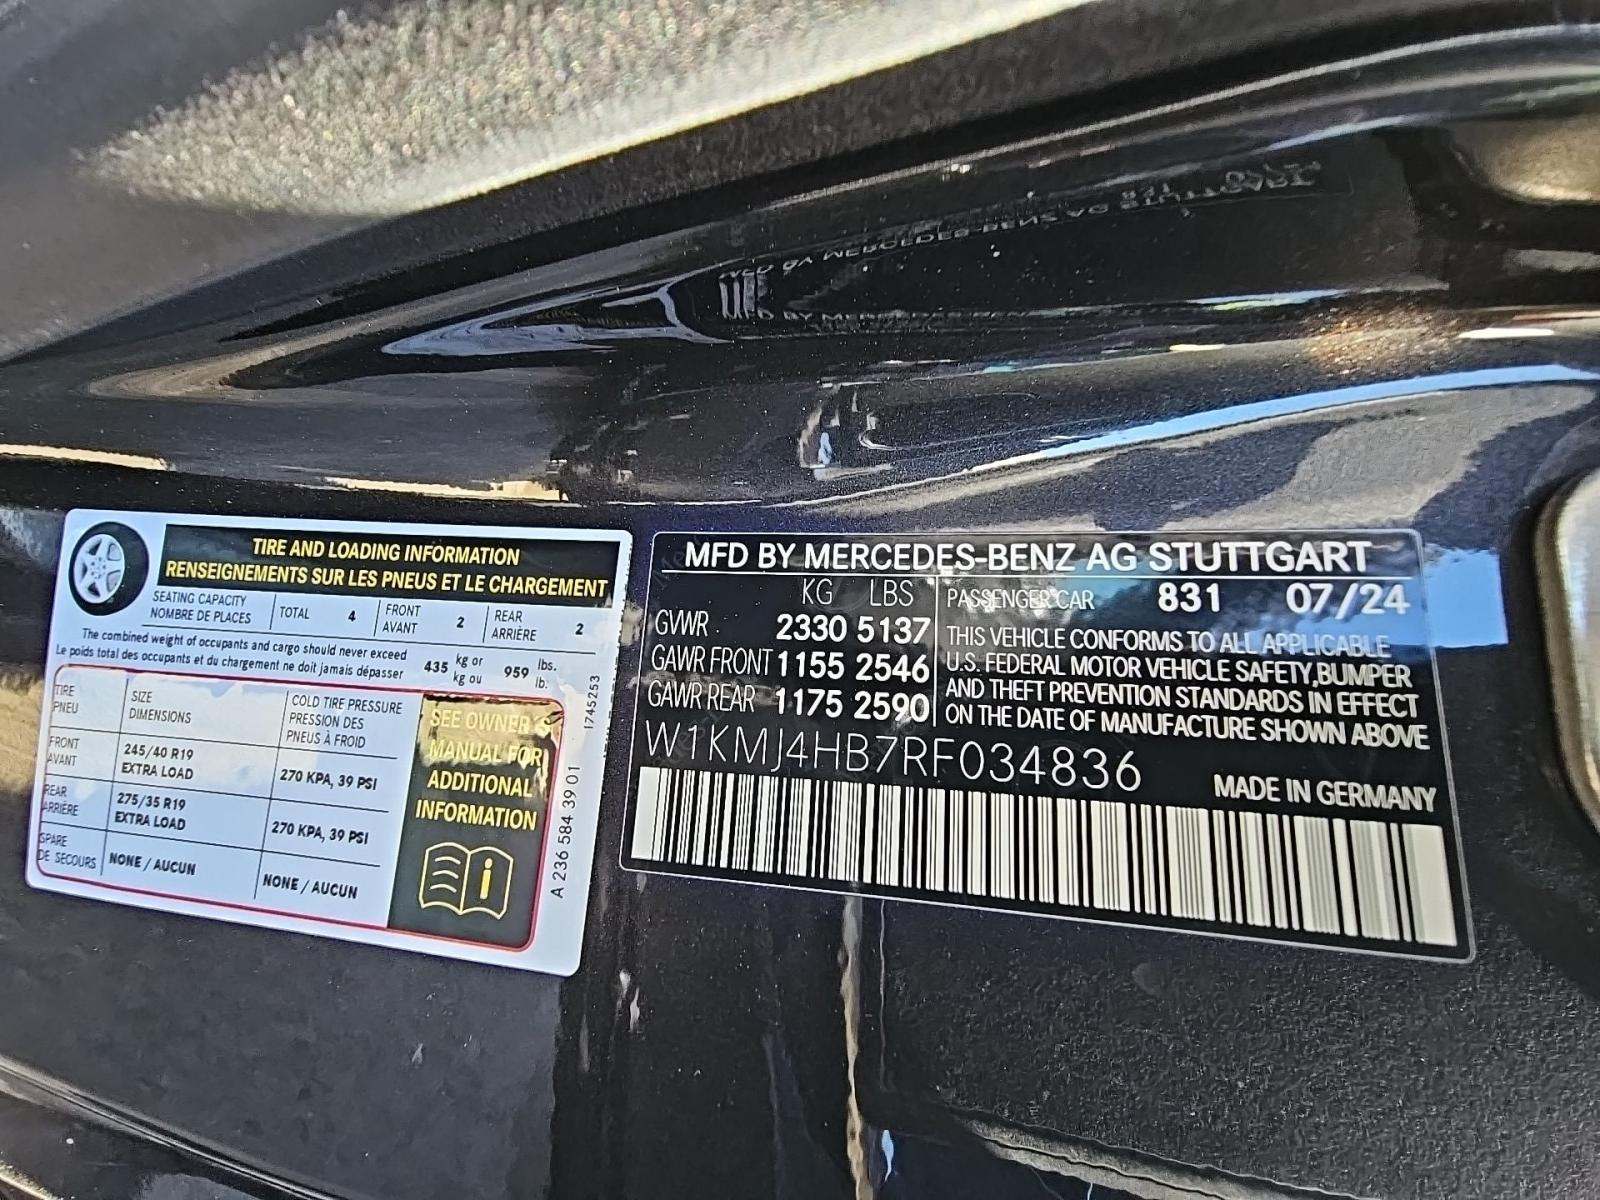 TIRE AND LOADING INFORMATION
RENSEIGNEMENTS SUR LES PNEUS ET LE CHARGEMENT
SEATING CAPACITY
NOMBRE DE PLACES
TOTAL 4
FRONT
AVANT
2
REAR
ARRIÈRE
2
The combined weight of occupants and cargo should never exceed
Le poids total des occupants et du chargement ne doit jamais dépasser
435 kg or
kg ou
959 lbs.
lb.
TIRE
PNEU
SIZE
DIMENSIONS
COLD TIRE PRESSURE
PRESSION DES
PNEUS À FROID
FRONT
AVANT
245/40 R19
EXTRA LOAD
270 KPA, 39 PSI
REAR
ARRIÈRE
275/35 R19
EXTRA LOAD
270 KPA, 39 PSI
SPARE
DE SECOURS
NONE / AUCUN
NONE / AUCUN
SEE OWNER'S
MANUAL FOR
ADDITIONAL
INFORMATION
A 236 584 39 01
1745253
MFD BY MERCEDES-BENZ AG STUTTGART
KG LBS
GVWR 2330 5137
GAWR FRONT 1155 2546
GAWR REAR 1175 2590
PASSENGER CAR 831 07/24
THIS VEHICLE CONFORMS TO ALL APPLICABLE
U.S. FEDERAL MOTOR VEHICLE SAFETY,BUMPER
AND THEFT PREVENTION STANDARDS IN EFFECT
ON THE DATE OF MANUFACTURE SHOWN ABOVE
W1KMJ4HB7RF034836
MADE IN GERMANY